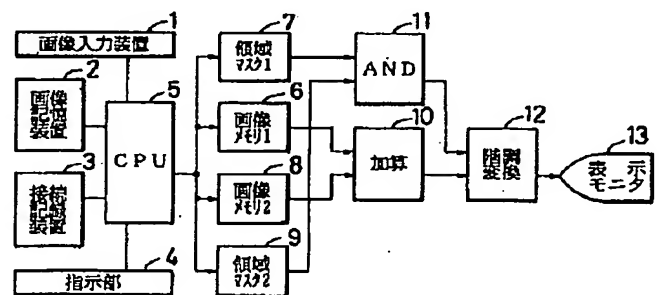 1
画像入力装置
2
画像
記憶
装置
3
接続
記録
装置
4
指示部
5
CPU
7
領域
マスク1
6
画像
メモリ1
8
画像
メモリ2
9
領域
マスク2
11
AND
10
加算
12
階調
変換
13
表示
モニタ